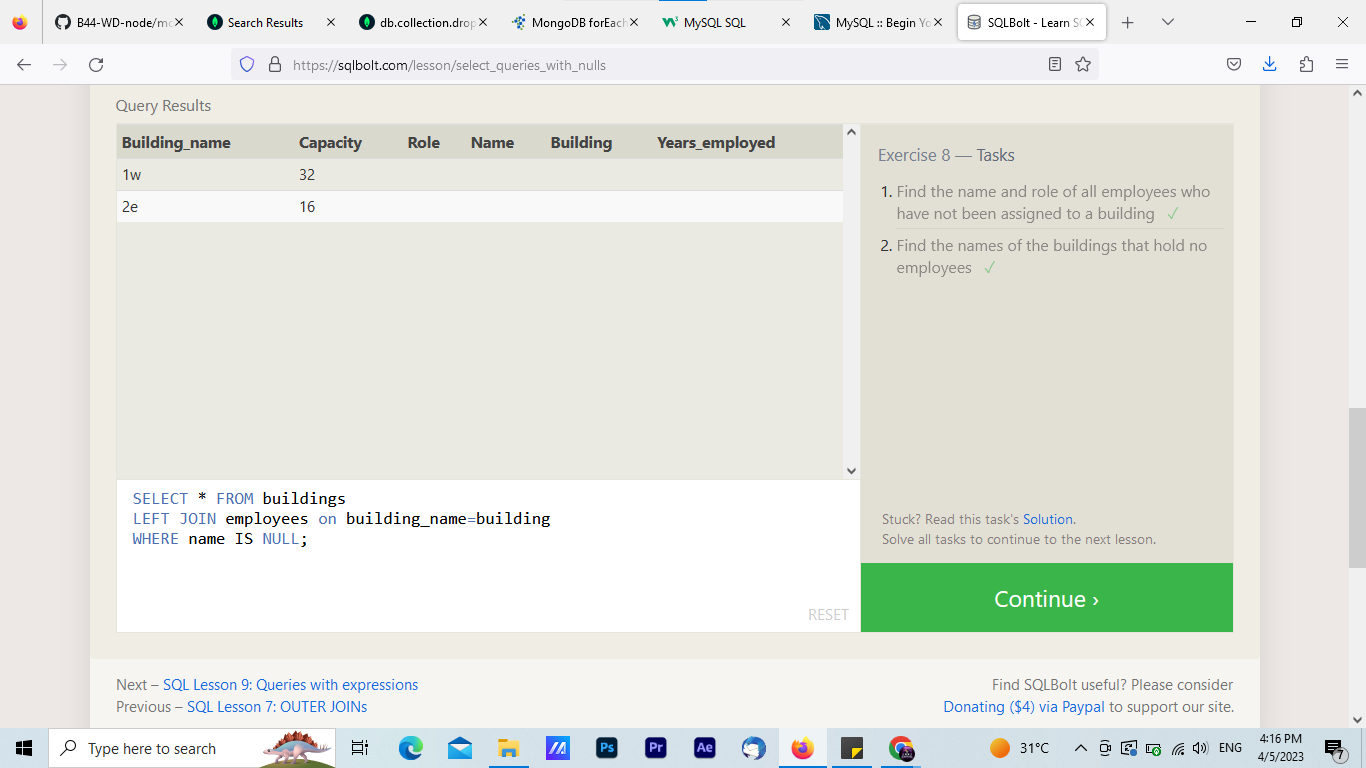 B44-WD-node/mo
Search Results
db.collection.drop
MongoDB forEach
MySQL SQL
MySQL :: Begin Yo
SQLBolt - Learn SQ
https://sqlbolt.com/lesson/select_queries_with_nulls
Query Results
Building_name Capacity Role Name Building Years_employed
1w 32
2e 16
Exercise 8 — Tasks
1. Find the name and role of all employees who
have not been assigned to a building ✓
2. Find the names of the buildings that hold no
employees ✓
SELECT * FROM buildings
LEFT JOIN employees on building_name=building
WHERE name IS NULL;
RESET
Stuck? Read this task's Solution.
Solve all tasks to continue to the next lesson.
Continue ›
Next – SQL Lesson 9: Queries with expressions
Previous – SQL Lesson 7: OUTER JOINs
Find SQLBolt useful? Please consider
Donating ($4) via Paypal to support our site.
Type here to search
Ps
Pr
Ae
31°C
ENG
4:16 PM
4/5/2023
7